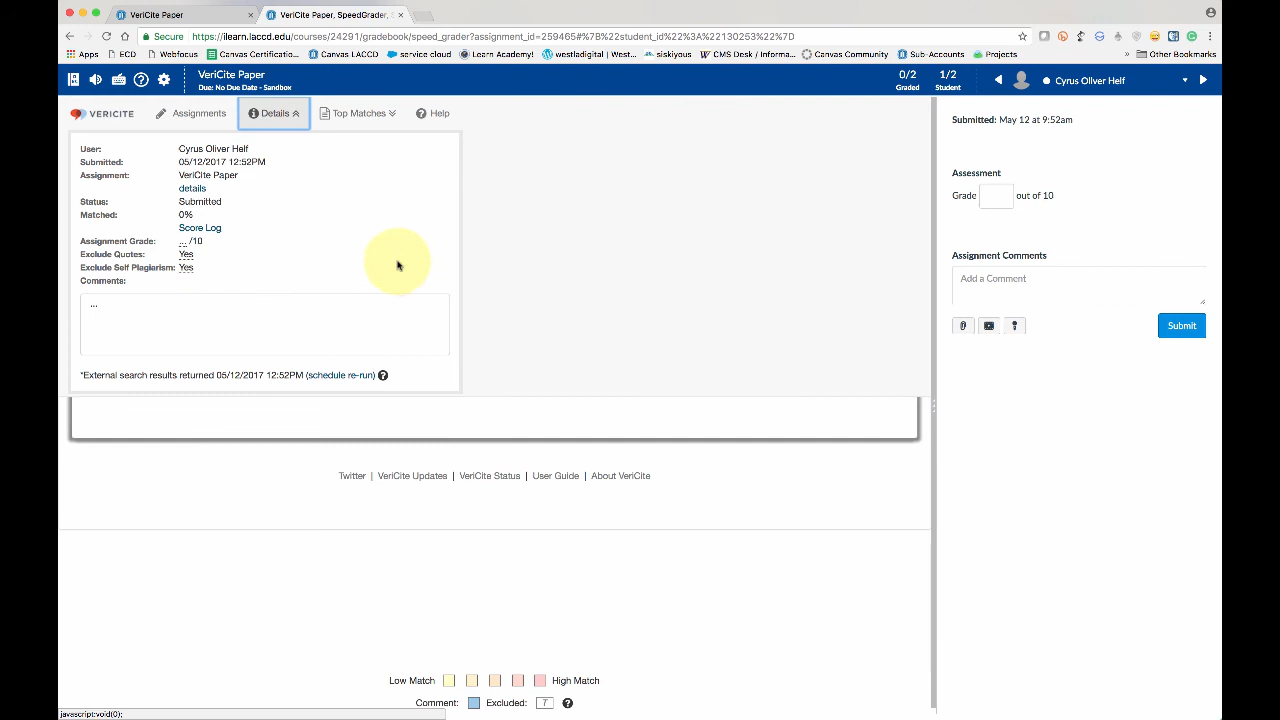 VeriCite Paper
VeriCite Paper, SpeedGrader,
Secure https://ilearn.laccd.edu/courses/24291/gradebook/speed_grader?assignment_id=259465#%7B%22student_id%22%3A%22130253%22%7D
Apps ECD Webfocus Canvas Certificatio... Canvas LACCD service cloud Learn Academy! westladigital | West... siskiyous CMS Desk / Informa... Canvas Community Sub-Accounts Projects » Other Bookmarks
VeriCite Paper
Due: No Due Date - Sandbox
0/2 Graded
1/2 Student
Cyrus Oliver Helf
VERICITE Assignments Details Top Matches Help
User: Cyrus Oliver Helf
Submitted: 05/12/2017 12:52PM
Assignment: VeriCite Paper
details
Status: Submitted
Matched: 0%
Score Log
Assignment Grade: ... /10
Exclude Quotes: Yes
Exclude Self Plagiarism: Yes
Comments:
...
*External search results returned 05/12/2017 12:52PM (schedule re-run)
Twitter | VeriCite Updates | VeriCite Status | User Guide | About VeriCite
Low Match High Match
Comment: Excluded: T
javascript:void(0);
Submitted: May 12 at 9:52am
Assessment
Grade out of 10
Assignment Comments
Add a Comment
Submit